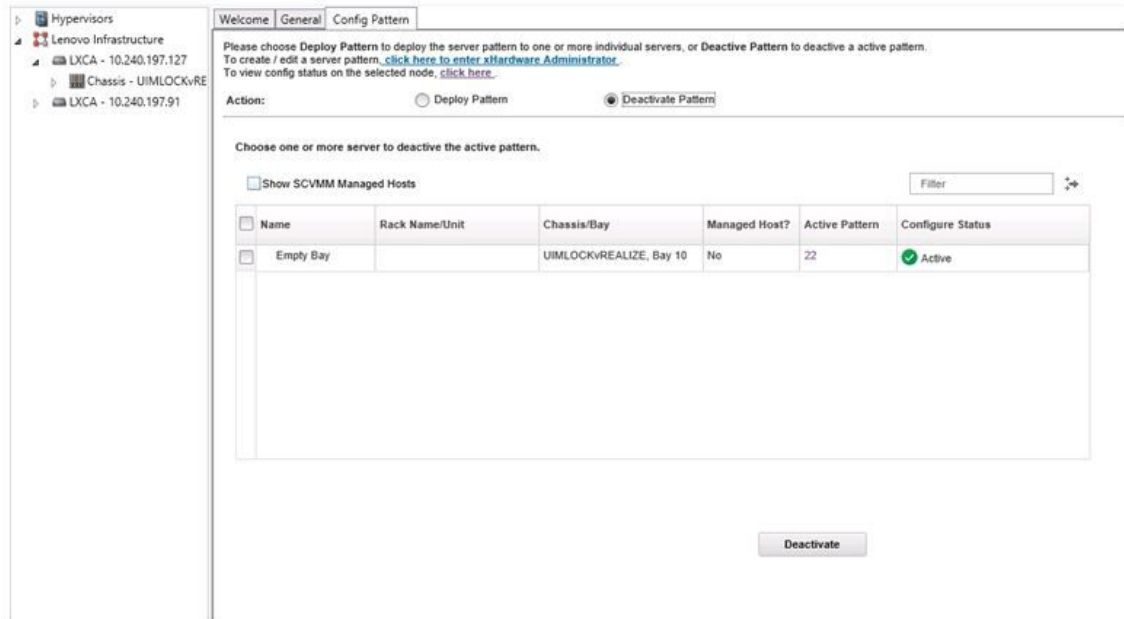 Hypervisors
Lenovo Infrastructure
LXCA - 10.240.197.127
Chassis - UIMLOCKvRE
LXCA - 10.240.197.91
Welcome General Config Pattern
Please choose Deploy Pattern to deploy the server pattern to one or more individual servers, or Deactive Pattern to deactive a active pattern.
To create / edit a server pattern, click here to enter xHardware Administrator .
To view config status on the selected node, click here .
Action: Deploy Pattern Deactivate Pattern
Choose one or more server to deactive the active pattern.
Show SCVMM Managed Hosts Filter
Name Rack Name/Unit Chassis/Bay Managed Host? Active Pattern Configure Status
Empty Bay UIMLOCKvREALIZE, Bay 10 No 22 Active
Deactivate